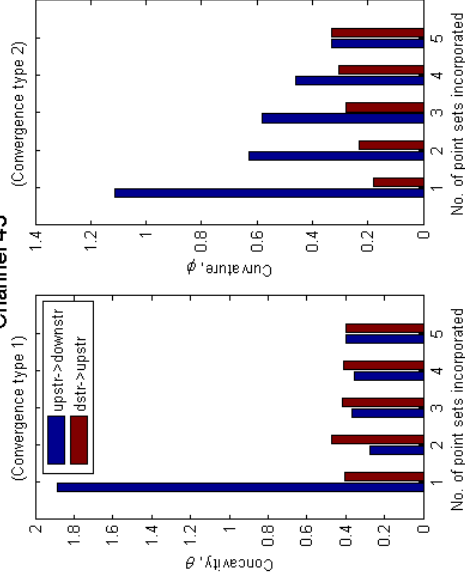 Channel 45
(Convergence type 1)
upstr->downstr
dstr->upstr
Concavity, θ
2
1.8
1.6
1.4
1.2
1
0.8
0.6
0.4
0.2
0
1 2 3 4 5
No. of point sets incorporated
(Convergence type 2)
Curvature, ϕ
1.4
1.2
1
0.8
0.6
0.4
0.2
0
1 2 3 4 5
No. of point sets incorporated